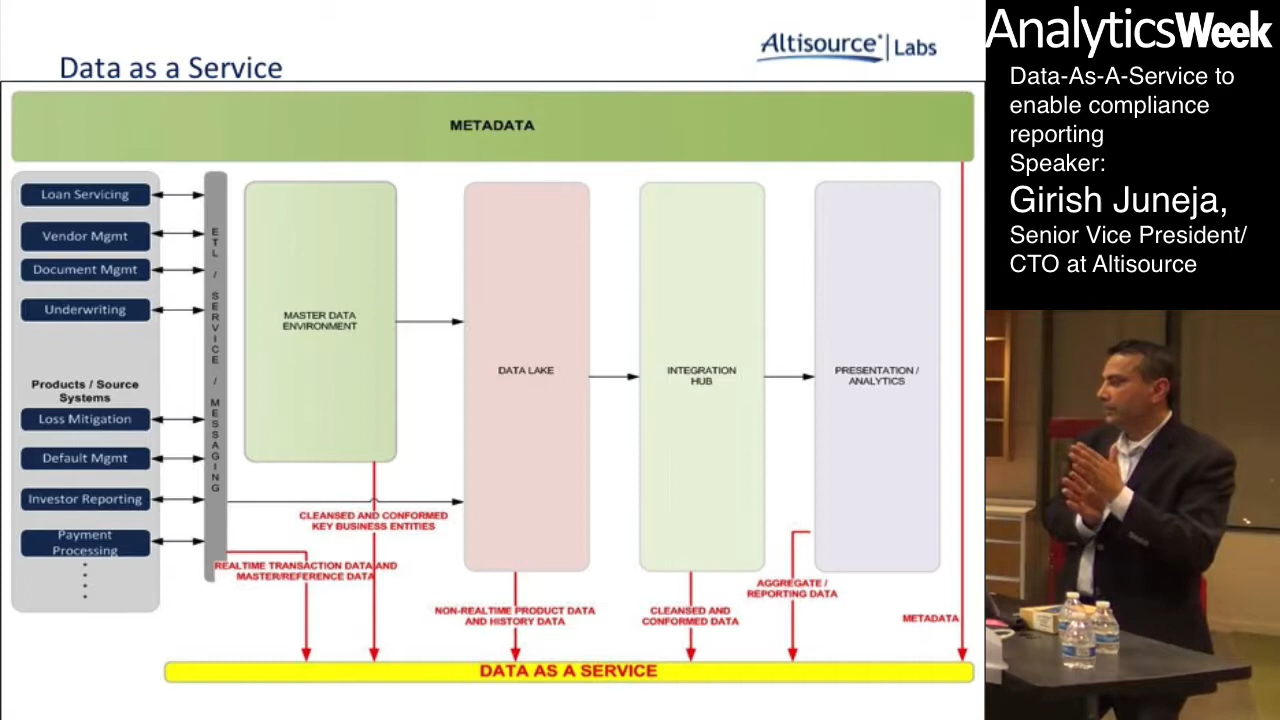 Data as a Service
Altisource® | Labs
METADATA
Loan Servicing
Vendor Mgmt
Document Mgmt
Underwriting
Products / Source
Systems
Loss Mitigation
Default Mgmt
Investor Reporting
Payment
Processing
ETL / SERVICE / MESSAGING
MASTER DATA
ENVIRONMENT
DATA LAKE
INTEGRATION
HUB
PRESENTATION /
ANALYTICS
CLEANSED AND CONFORMED
KEY BUSINESS ENTITIES
REALTIME TRANSACTION DATA AND
MASTER/REFERENCE DATA
NON-REALTIME PRODUCT DATA
AND HISTORY DATA
CLEANSED AND
CONFORMED DATA
AGGREGATE /
REPORTING DATA
METADATA
DATA AS A SERVICE
AnalyticsWeek
Data-As-A-Service to
enable compliance
reporting
Speaker:
Girish Juneja,
Senior Vice President/
CTO at Altisource